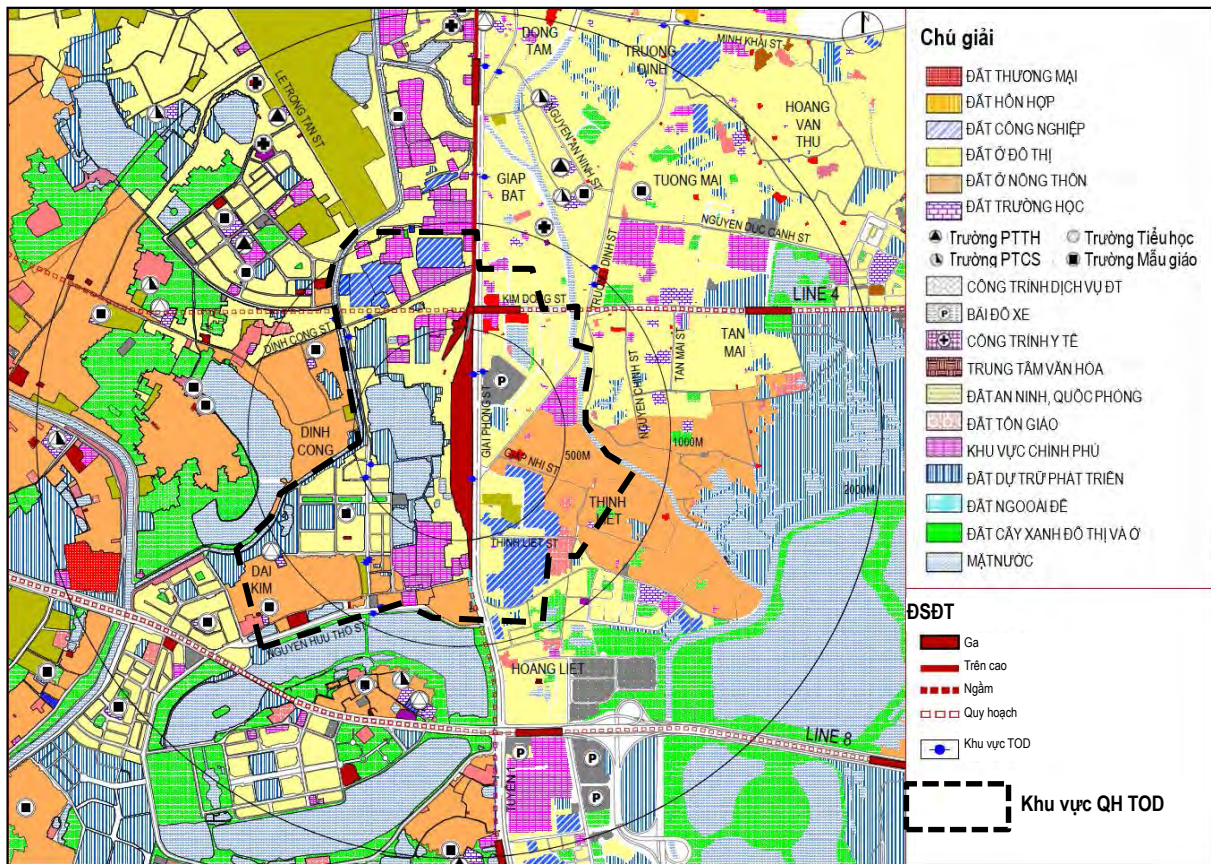 DONG TAM
TRUONG DINH
MINH KHAI ST
LE TRONG TAN ST
NGUYEN AN NINH ST
HOANG VAN THU
GIAP BAT
TUONG MAI
NGUYEN DUC CANH ST
TRUONG DINH ST
KIM DONG ST
LINE 4
DINH CONG ST
TAN MAI ST
TAN MAI
NGUYEN CHINH ST
P
GIAI PHONG ST
DINH CONG
1000M
500M
GIAP NHI ST
2000M
THINH LIET
THINH LIET ST
DAI KIM
NGUYEN HUU THO ST
HOANG LIET
LINE 8
P
P
P
TUYEN 1
N
Chú giải
ĐẤT THƯƠNG MẠI
ĐẤT HỖN HỢP
ĐẤT CÔNG NGHIỆP
ĐẤT Ở ĐÔ THỊ
ĐẤT Ở NÔNG THÔN
ĐẤT TRƯỜNG HỌC
Trường PTTH
Trường Tiểu học
Trường PTCS
Trường Mẫu giáo
CÔNG TRÌNH DỊCH VỤ ĐT
P BÃI ĐỖ XE
CÔNG TRÌNH Y TẾ
TRUNG TÂM VĂN HÓA
ĐẤT AN NINH, QUỐC PHÒNG
ĐẤT TÔN GIÁO
KHU VỰC CHÍNH PHỦ
ĐẤT DỰ TRỮ PHÁT TRIỂN
ĐẤT NGOOÀI ĐÊ
ĐẤT CÂY XANH ĐÔ THỊ VÀ Ở
MẶT NƯỚC
ĐSĐT
Ga
Trên cao
Ngầm
Quy hoạch
Khu vực TOD
Khu vực QH TOD